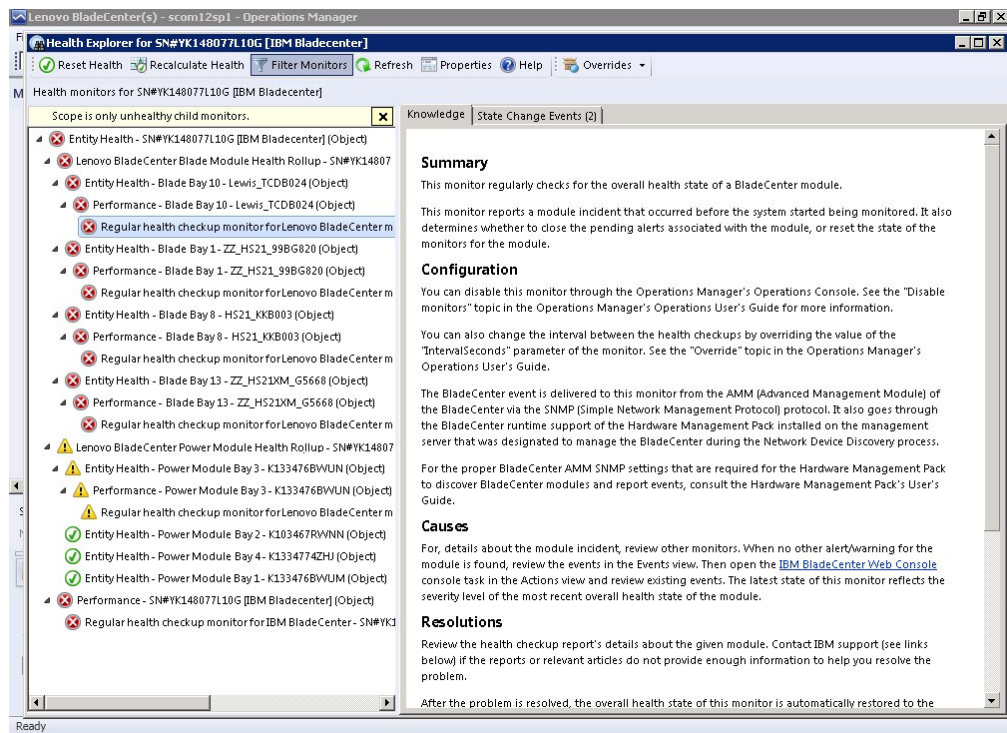 Lenovo BladeCenter(s) - scom12sp1 - Operations Manager
Health Explorer for SN#YK148077L10G [IBM Bladecenter]
Reset Health Recalculate Health Filter Monitors Refresh Properties Help Overrides
Health monitors for SN#YK148077L10G [IBM Bladecenter]
Scope is only unhealthy child monitors.
Entity Health - SN#YK148077L10G [IBM Bladecenter] (Object)
Lenovo BladeCenter Blade Module Health Rollup - SN#YK14807
Entity Health - Blade Bay 10 - Lewis_TCDB024 (Object)
Performance - Blade Bay 10 - Lewis_TCDB024 (Object)
Regular health checkup monitor for Lenovo BladeCenter m
Entity Health - Blade Bay 1 - ZZ_HS21_99BG820 (Object)
Performance - Blade Bay 1 - ZZ_HS21_99BG820 (Object)
Regular health checkup monitor for Lenovo BladeCenter m
Entity Health - Blade Bay 8 - HS21_KKB003 (Object)
Performance - Blade Bay 8 - HS21_KKB003 (Object)
Regular health checkup monitor for Lenovo BladeCenter m
Entity Health - Blade Bay 13 - ZZ_HS21XM_G5668 (Object)
Performance - Blade Bay 13 - ZZ_HS21XM_G5668 (Object)
Regular health checkup monitor for Lenovo BladeCenter m
Lenovo BladeCenter Power Module Health Rollup - SN#YK14807
Entity Health - Power Module Bay 3 - K133476BWUN (Object)
Performance - Power Module Bay 3 - K133476BWUN (Object)
Regular health checkup monitor for Lenovo BladeCenter m
Entity Health - Power Module Bay 2 - K103467RWNN (Object)
Entity Health - Power Module Bay 4 - K1334774ZHJ (Object)
Entity Health - Power Module Bay 1 - K133476BWUM (Object)
Performance - SN#YK148077L10G [IBM Bladecenter] (Object)
Regular health checkup monitor for IBM BladeCenter - SN#YK1
Knowledge State Change Events (2)
Summary
This monitor regularly checks for the overall health state of a BladeCenter module.
This monitor reports a module incident that occurred before the system started being monitored. It also
determines whether to close the pending alerts associated with the module, or reset the state of the
monitors for the module.
Configuration
You can disable this monitor through the Operations Manager's Operations Console. See the "Disable
monitors" topic in the Operations Manager's Operations User's Guide for more information.
You can also change the interval between the health checkups by overriding the value of the
"IntervalSeconds" parameter of the monitor. See the "Override" topic in the Operations Manager's
Operations User's Guide.
The BladeCenter event is delivered to this monitor from the AMM (Advanced Management Module) of
the BladeCenter via the SNMP (Simple Network Management Protocol) protocol. It also goes through
the BladeCenter runtime support of the Hardware Management Pack installed on the management
server that was designated to manage the BladeCenter during the Network Device Discovery process.
For the proper BladeCenter AMM SNMP settings that are required for the Hardware Management Pack
to discover BladeCenter modules and report events, consult the Hardware Management Pack's User's
Guide.
Causes
For, details about the module incident, review other monitors. When no other alert/warning for the
module is found, review the events in the Events view. Then open the IBM BladeCenter Web Console
console task in the Actions view and review existing events. The latest state of this monitor reflects the
severity level of the most recent overall health state of the module.
Resolutions
Review the health checkup report's details about the given module. Contact IBM support (see links
below) if the reports or relevant articles do not provide enough information to help you resolve the
problem.
After the problem is resolved, the overall health state of this monitor is automatically restored to the
Ready